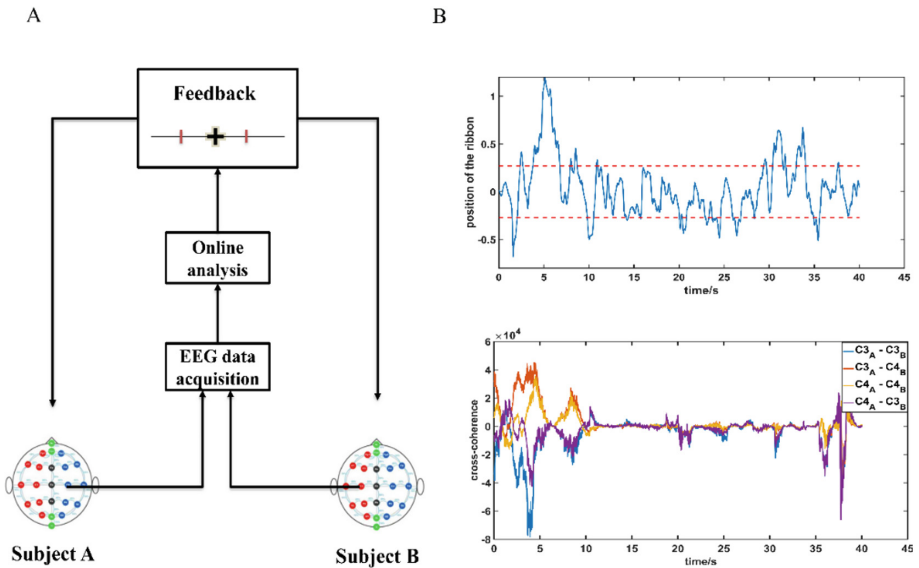 A
B
Feedback
Online
analysis
EEG data
acquisition
Subject A
Subject B
position of the ribbon
1
0.5
0
-0.5
0
5
10
15
20
25
30
35
40
45
time/s
×10⁴
cross-coherence
6
4
2
0
-2
-4
-6
-8
0
5
10
15
20
25
30
35
40
45
time/s
C3A - C3B
C3A - C4B
C4A - C4B
C4A - C3B